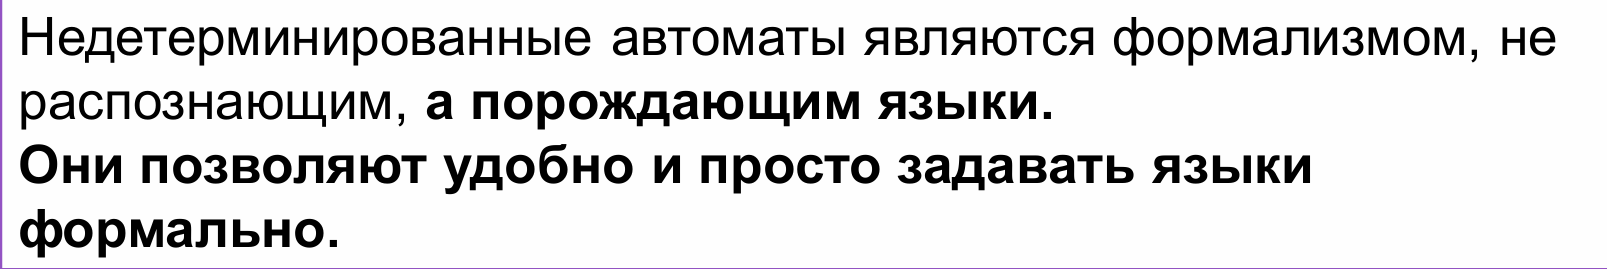 Недетерминированные автоматы являются формализмом, не
распознающим, а порождающим языки.
Они позволяют удобно и просто задавать языки
формально.